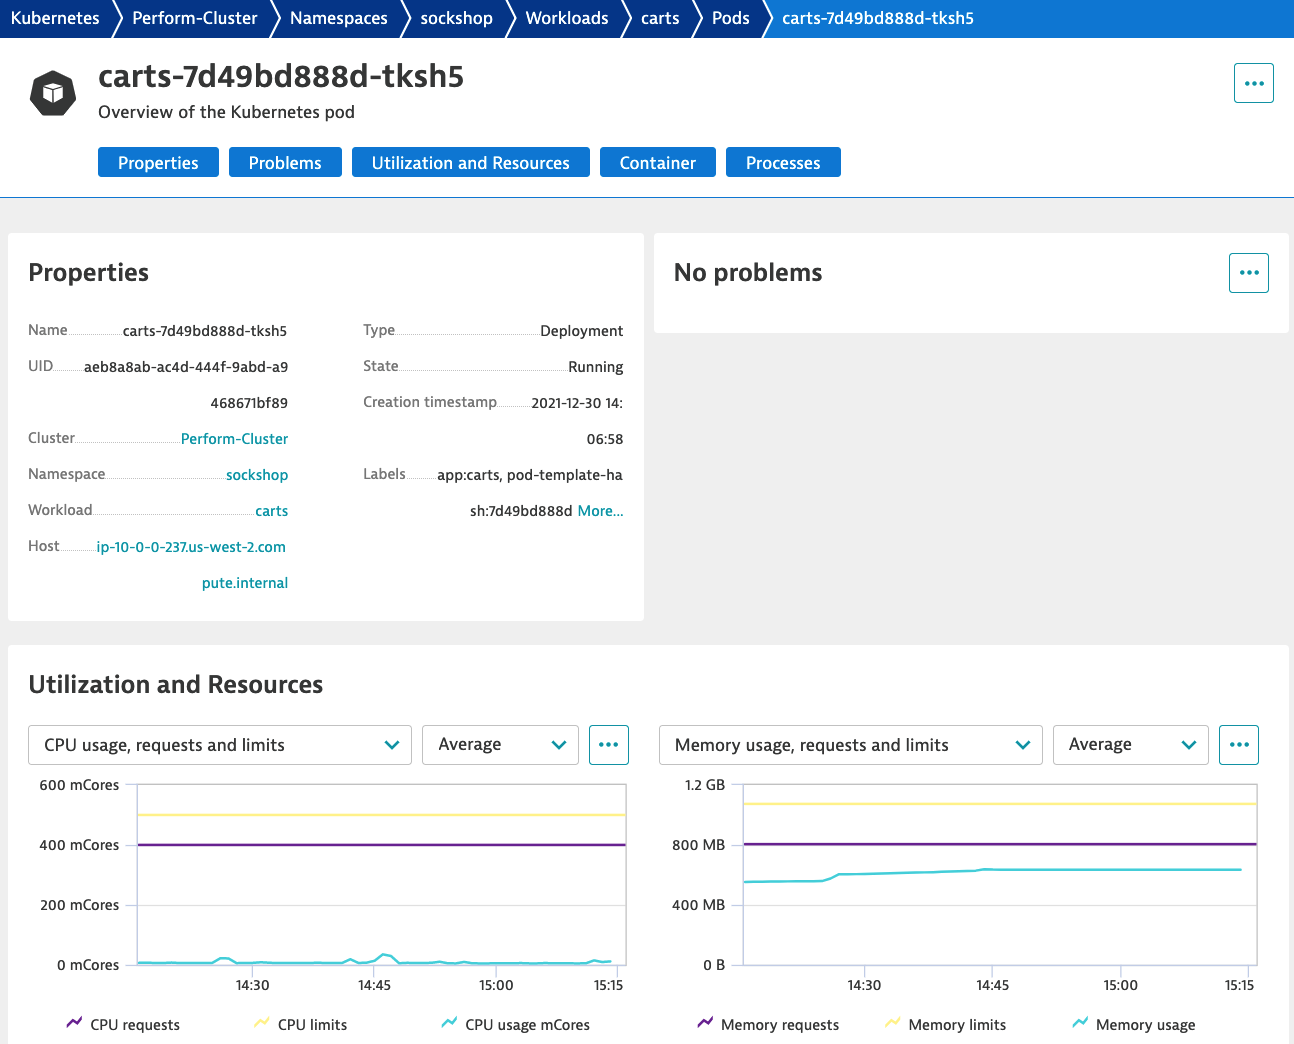 Kubernetes Perform-Cluster Namespaces sockshop Workloads carts Pods carts-7d49bd888d-tksh5
carts-7d49bd888d-tksh5
Overview of the Kubernetes pod
Properties Problems Utilization and Resources Container Processes
Properties
Name carts-7d49bd888d-tksh5
UID aeb8a8ab-ac4d-444f-9abd-a9
468671bf89
Cluster Perform-Cluster
Namespace sockshop
Workload carts
Host ip-10-0-0-237.us-west-2.com
pute.internal
Type Deployment
State Running
Creation timestamp 2021-12-30 14:
06:58
Labels app:carts, pod-template-ha
sh:7d49bd888d More...
No problems
Utilization and Resources
CPU usage, requests and limits Average
600 mCores
400 mCores
200 mCores
0 mCores
14:30 14:45 15:00 15:15
CPU requests CPU limits CPU usage mCores
Memory usage, requests and limits Average
1.2 GB
800 MB
400 MB
0 B
14:30 14:45 15:00 15:15
Memory requests Memory limits Memory usage